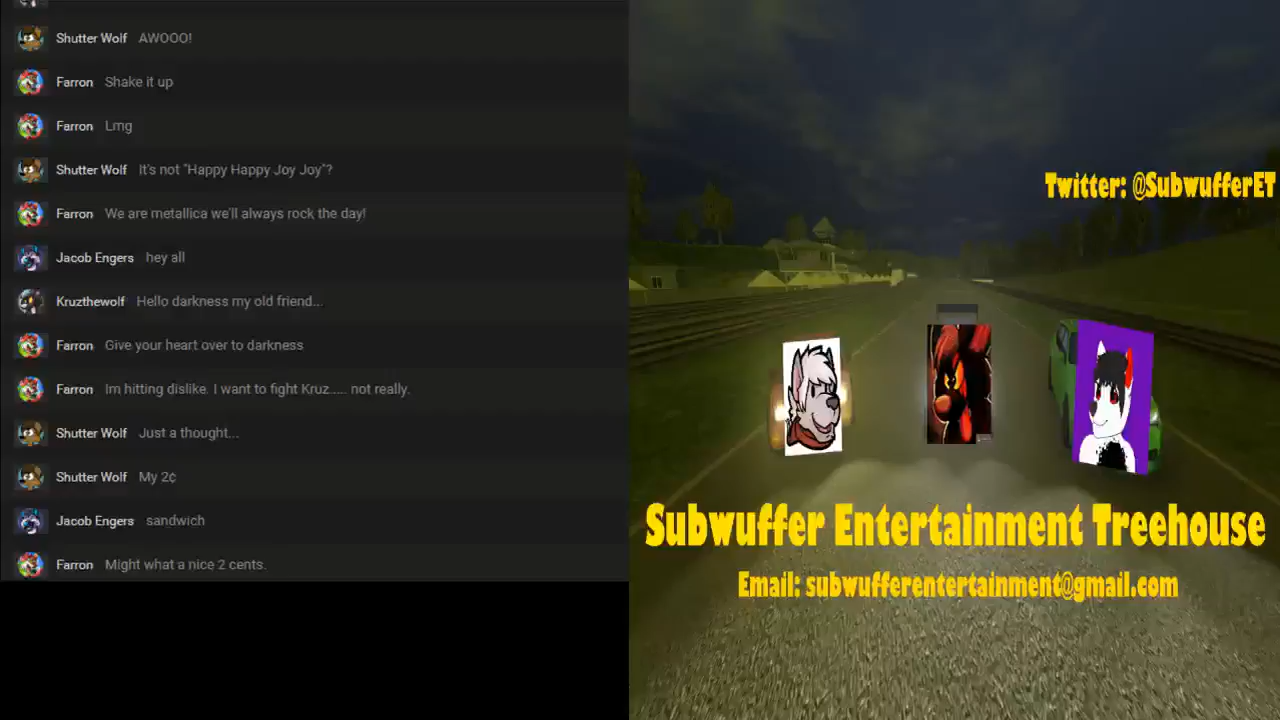 Shutter Wolf AWOOO!
Farron Shake it up
Farron Lmg
Shutter Wolf It's not "Happy Happy Joy Joy"?
Farron We are metallica we'll always rock the day!
Jacob Engers hey all
Kruzthewolf Hello darkness my old friend...
Farron Give your heart over to darkness
Farron Im hitting dislike. I want to fight Kruz..... not really.
Shutter Wolf Just a thought...
Shutter Wolf My 2¢
Jacob Engers sandwich
Farron Might what a nice 2 cents.
Twitter: @SubwufferET
Subwuffer Entertainment Treehouse
Email: subwufferentertainment@gmail.com